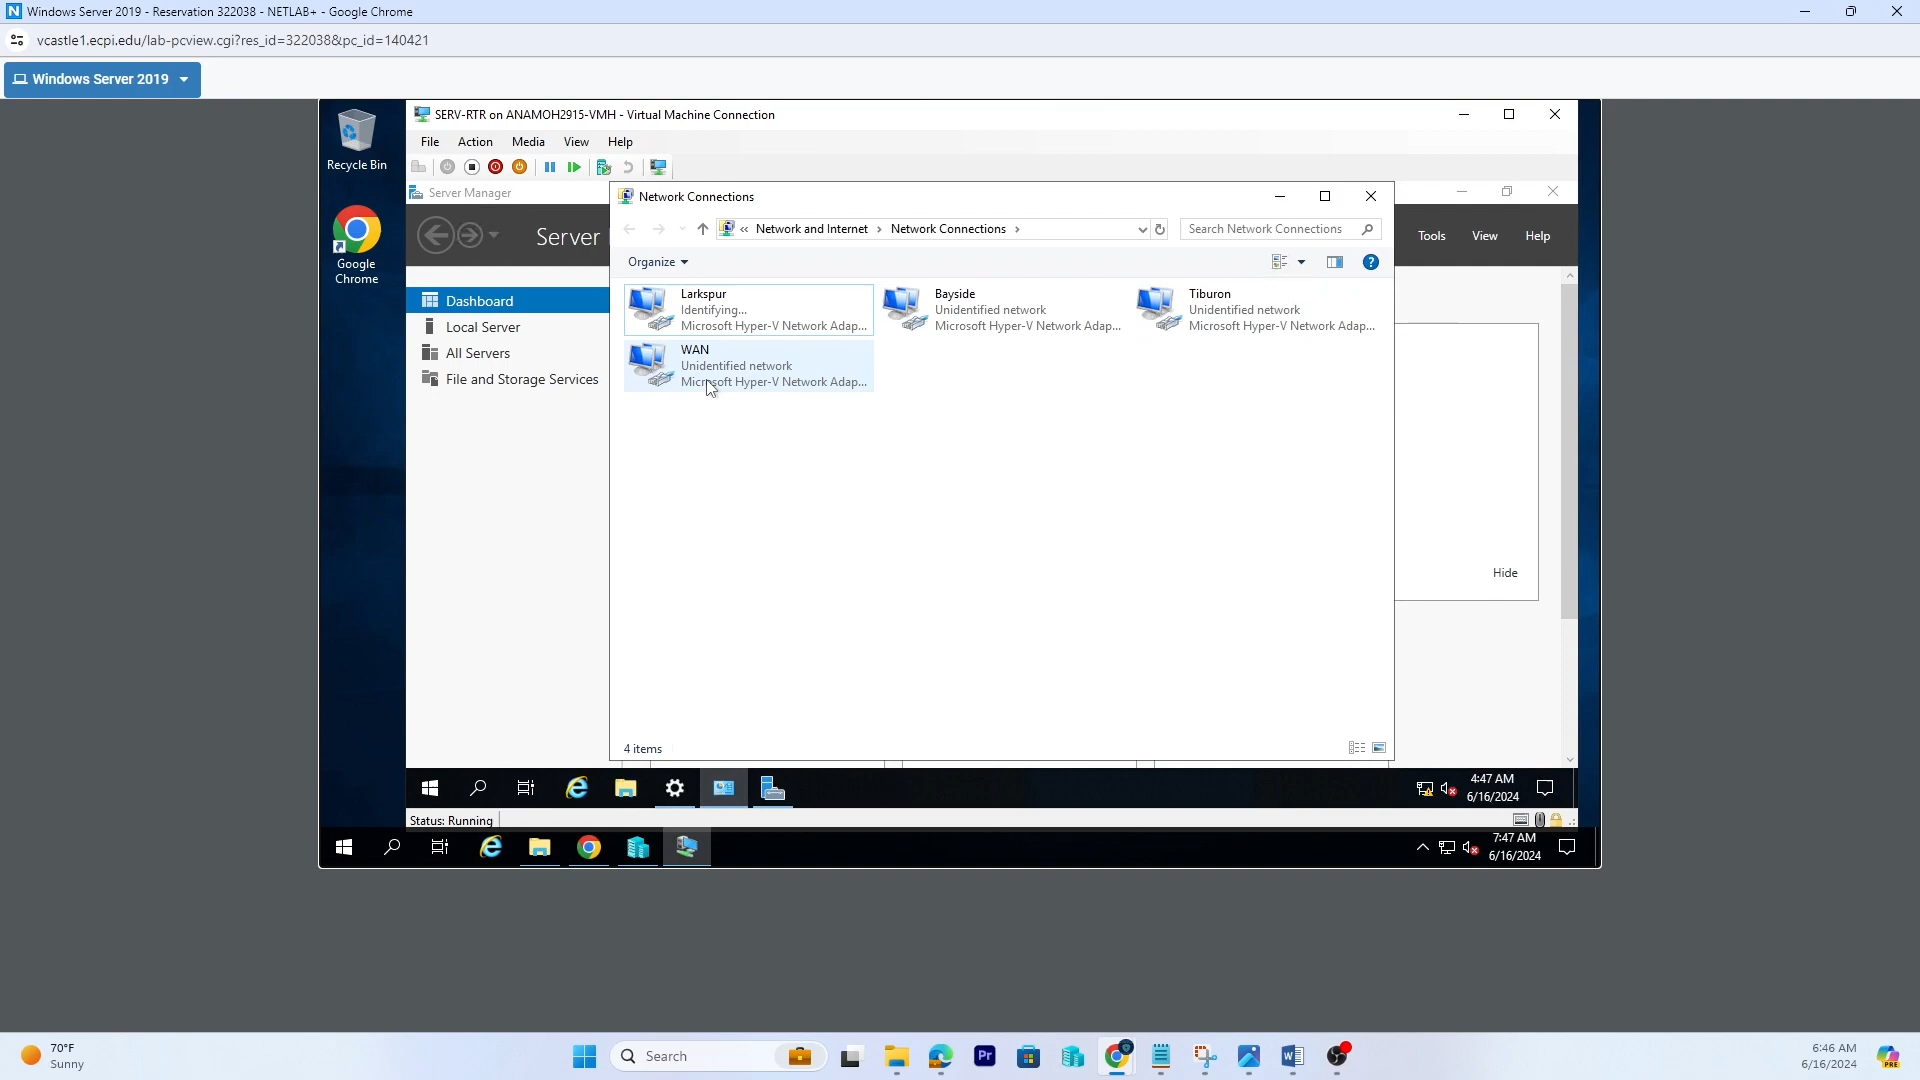 Windows Server 2019 - Reservation 322038 - NETLAB+ - Google Chrome
vcastle1.ecpi.edu/lab-pcview.cgi?res_id=322038&pc_id=140421
Windows Server 2019
Recycle Bin
Google
Chrome
SERV-RTR on ANAMOH2915-VMH - Virtual Machine Connection
File Action Media View Help
Server Manager
Server
Tools View Help
Dashboard
Local Server
All Servers
File and Storage Services
Hide
Network Connections
« Network and Internet › Network Connections ›
Search Network Connections
Organize
Larkspur
Identifying...
Microsoft Hyper-V Network Adap...
Bayside
Unidentified network
Microsoft Hyper-V Network Adap...
Tiburon
Unidentified network
Microsoft Hyper-V Network Adap...
WAN
Unidentified network
Microsoft Hyper-V Network Adap...
4 items
4:47 AM
6/16/2024
Status: Running
7:47 AM
6/16/2024
70°F
Sunny
Search
Pr
PRE
6:46 AM
6/16/2024